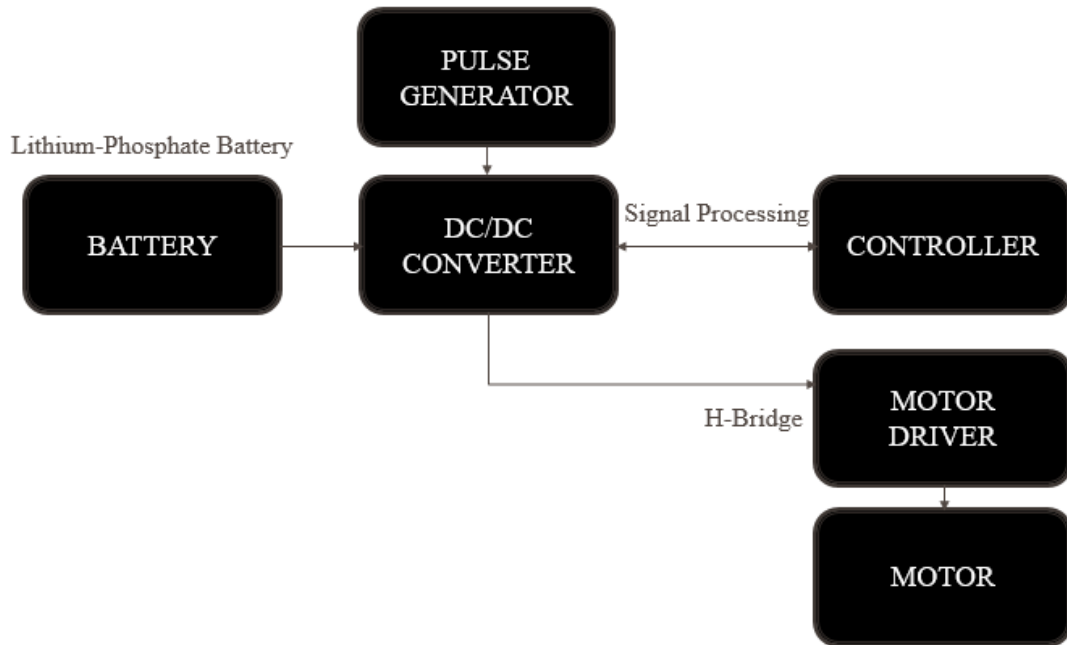 PULSE
GENERATOR
Lithium-Phosphate Battery
BATTERY
DC/DC
CONVERTER
Signal Processing
CONTROLLER
H-Bridge
MOTOR
DRIVER
MOTOR